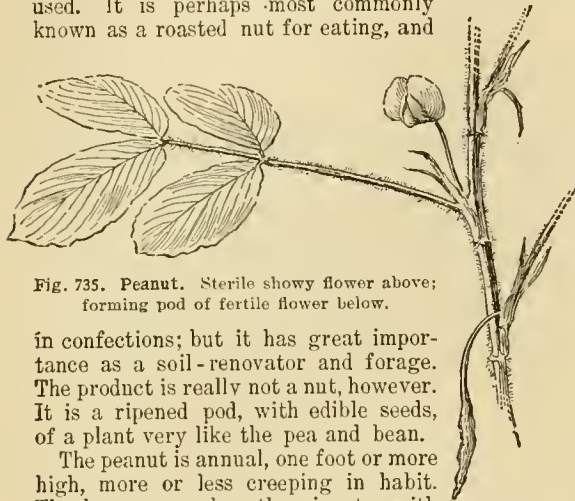 used. It is perhaps most commonly
known as a roasted nut for eating, and
Fig. 735. Peanut. Sterile showy flower above;
forming pod of fertile flower below.
in confections; but it has great impor-
tance as a soil-renovator and forage.
The product is really not a nut, however.
It is a ripened pod, with edible seeds,
of a plant very like the pea and bean.
The peanut is annual, one foot or more
high, more or less creeping in habit.